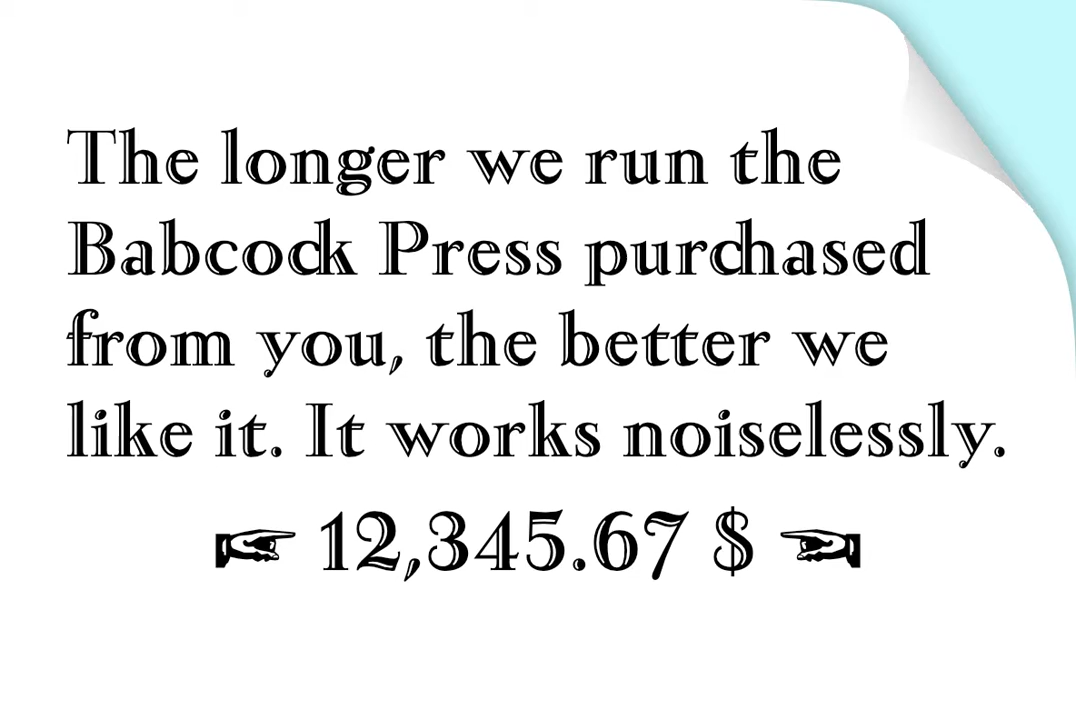 The longer we run the
Babcock Press purchased
from you, the better we
like it. It works noiselessly.
☞ 12,345.67 $ ☜